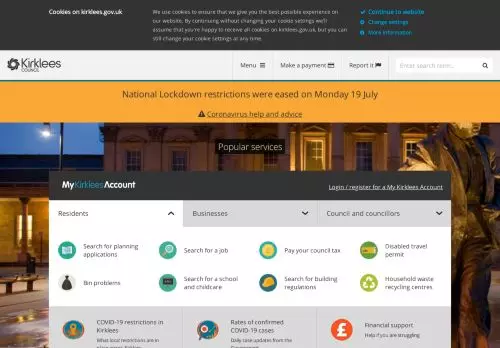 Cookies on kirklees.gov.uk
We use cookies to ensure that we give you the best possible experience on
our website. By continuing without changing your cookie settings we'll
assume that you're happy to receive all cookies on kirklees.gov.uk, but you can
still change your cookie settings at any time.
Continue to website
Change settings
More information
Kirklees
COUNCIL
Menu
Make a payment
Report it
Enter search term...
National Lockdown restrictions were eased on Monday 19 July
Coronavirus help and advice
Popular services
MyKirkleesAccount
Login / register for a My Kirklees Account
Residents
Businesses
Council and councillors
Search for planning
applications
Search for a job
Pay your council tax
Disabled travel
permit
Bin problems
Search for a school
and childcare
Search for building
regulations
Household waste
recycling centres
COVID-19 restrictions in
Kirklees
What local restrictions are in
Rates of confirmed
COVID-19 cases
Daily case updates from the
Financial support
Help if you are struggling